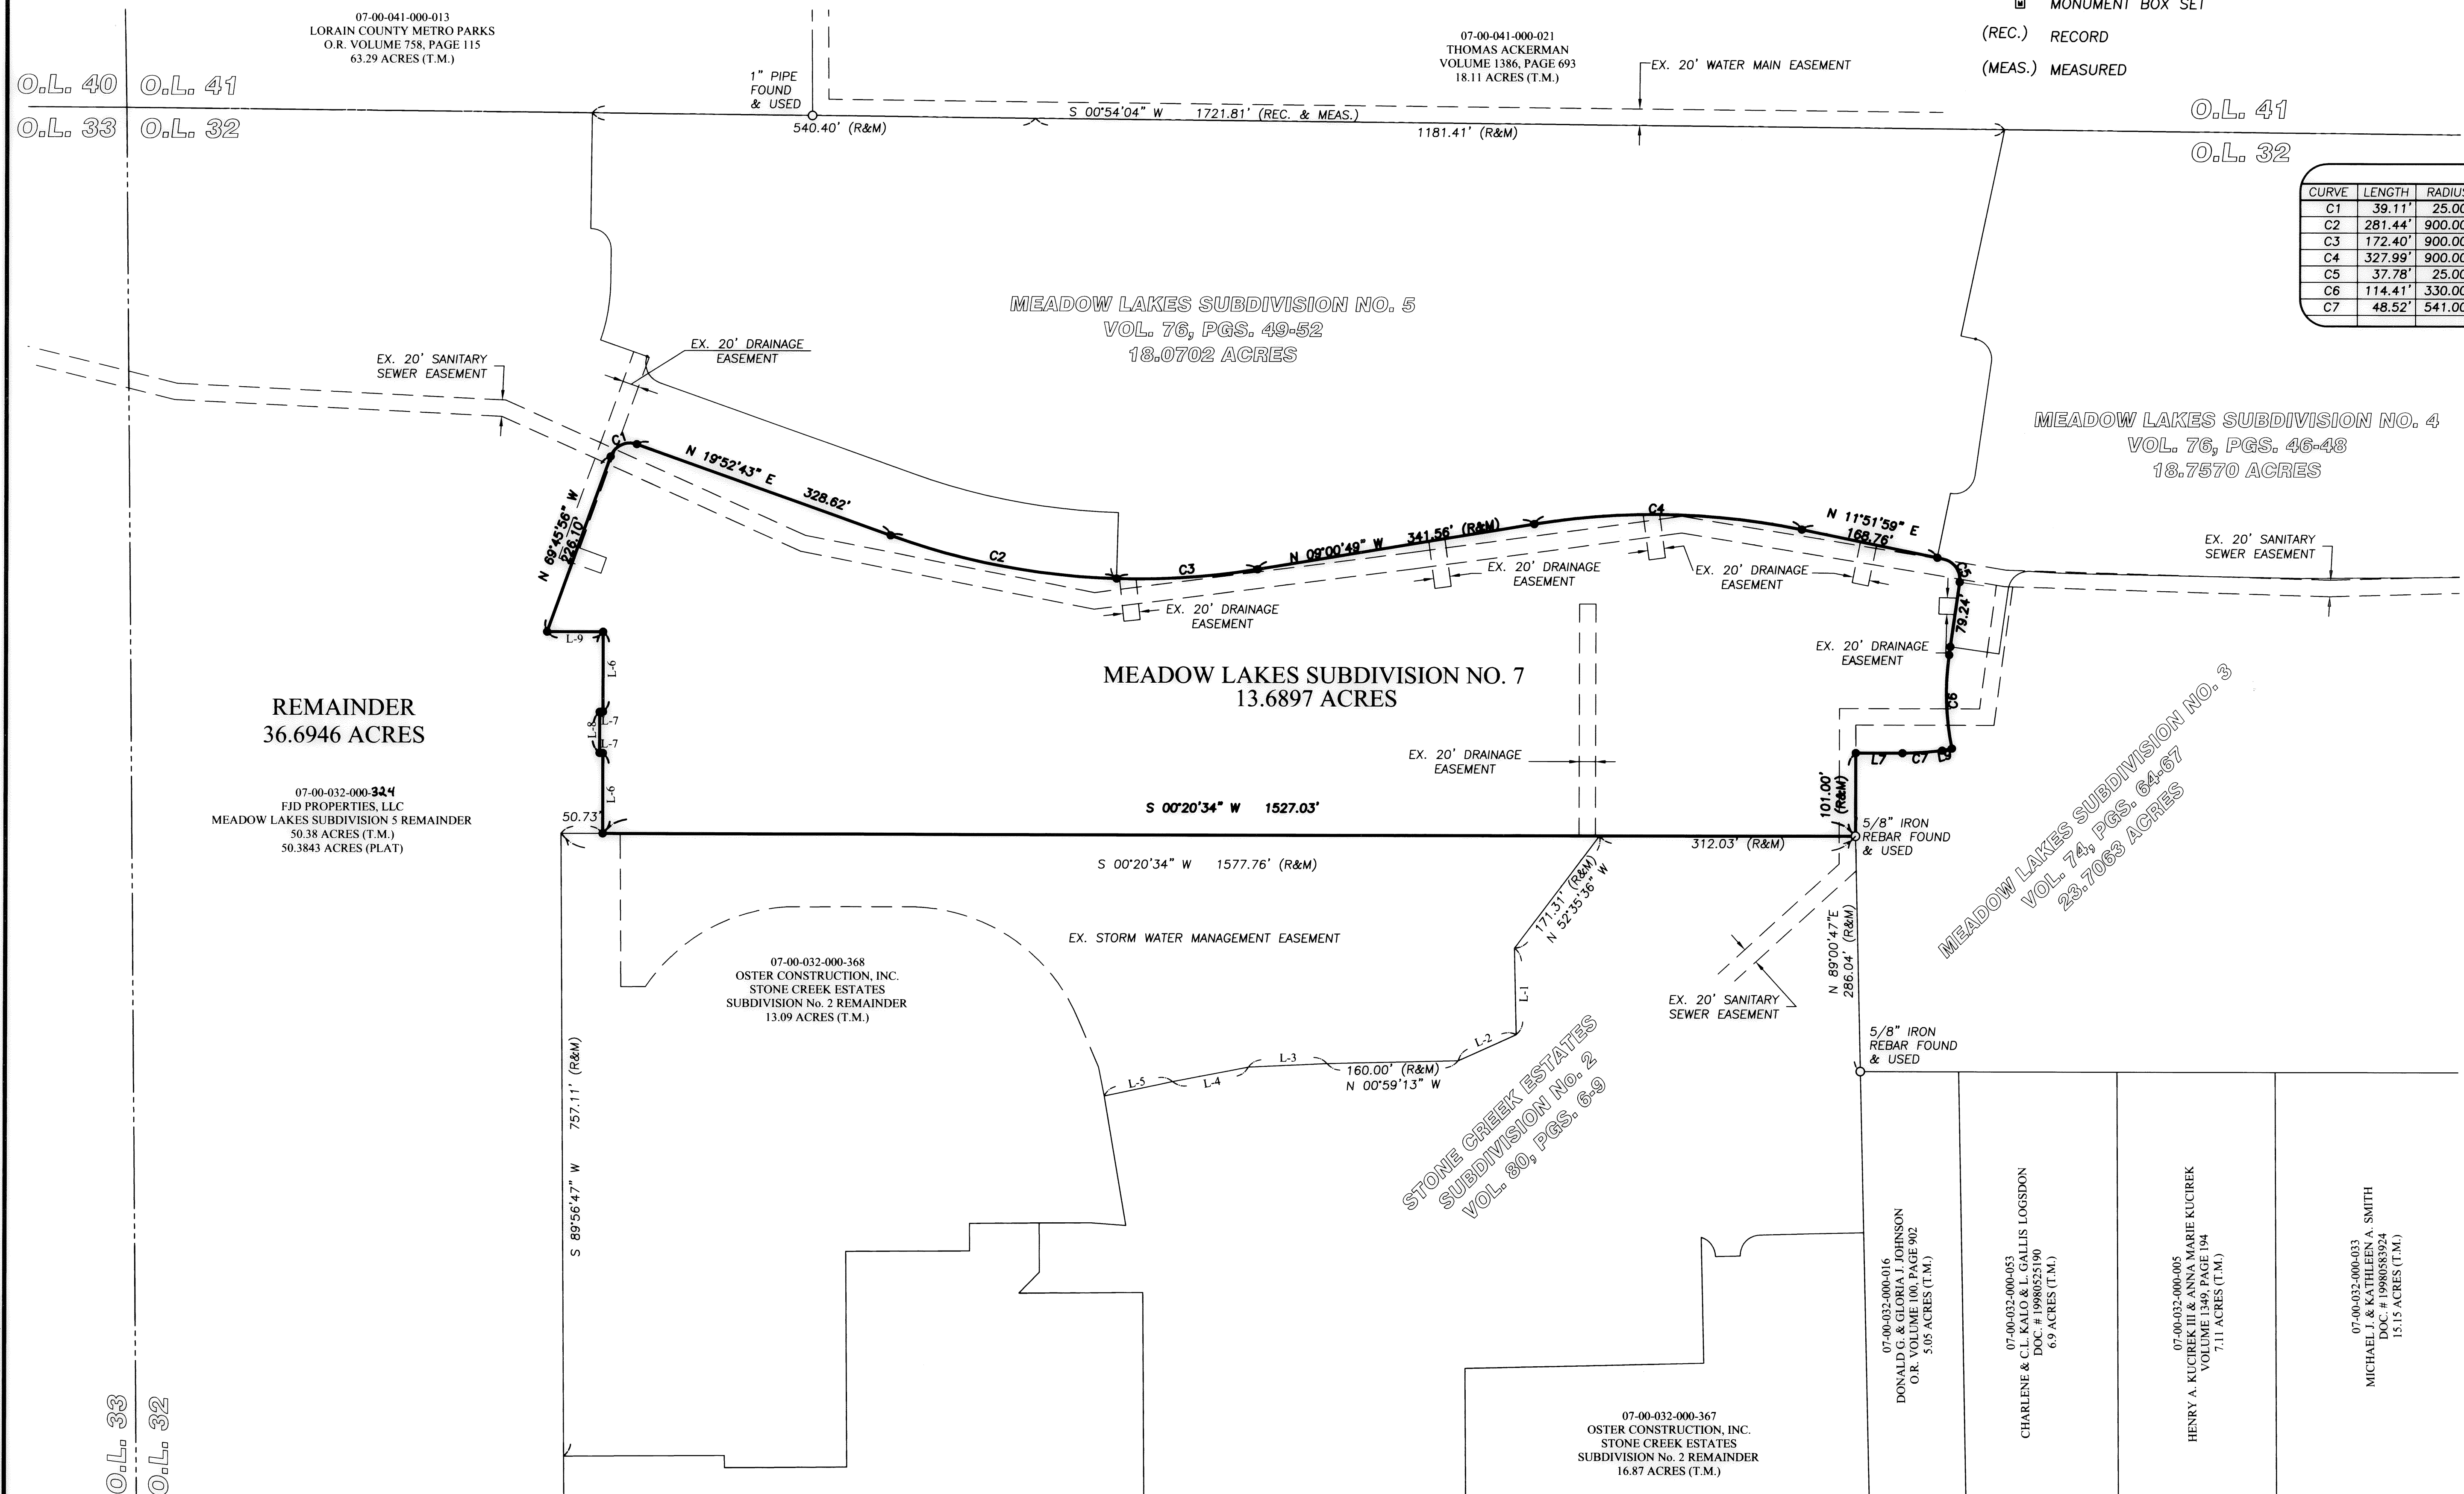 07-00-041-000-013
LORAIN COUNTY METRO PARKS
O.R. VOLUME 758, PAGE 115
63.29 ACRES (T.M.)
07-00-041-000-021
THOMAS ACKERMAN
VOLUME 1386, PAGE 693
18.11 ACRES (T.M.)
MONUMENT BOX SET
(REC.) RECORD
(MEAS.) MEASURED
O.L. 40
O.L. 41
O.L. 33
O.L. 32
1" PIPE
FOUND
& USED
EX. 20' WATER MAIN EASEMENT
S 00°54'04" W 1721.81' (REC. & MEAS.)
540.40' (R&M)
1181.41' (R&M)
O.L. 41
O.L. 32
CURVE LENGTH RADIUS
C1 39.11' 25.00
C2 281.44' 900.00
C3 172.40' 900.00
C4 327.99' 900.00
C5 37.78' 25.00
C6 114.41' 330.00
C7 48.52' 541.00
MEADOW LAKES SUBDIVISION NO. 5
VOL. 76, PGS. 49-52
18.0702 ACRES
EX. 20' SANITARY
SEWER EASEMENT
EX. 20' DRAINAGE
EASEMENT
MEADOW LAKES SUBDIVISION NO. 4
VOL. 76, PGS. 46-48
18.7570 ACRES
EX. 20' SANITARY
SEWER EASEMENT
C1
N 19°52'43" E 328.62'
N 69°45'56" W
226.10'
C2
C3
N 09°00'49" W 341.56' (R&M)
C4
N 11°51'59" E
168.76'
C5
79.24'
EX. 20' DRAINAGE
EASEMENT
EX. 20' DRAINAGE
EASEMENT
EX. 20' DRAINAGE
EASEMENT
EX. 20' DRAINAGE
EASEMENT
L-9
L-6
L-7
L-8
L-7
L-6
MEADOW LAKES SUBDIVISION NO. 7
13.6897 ACRES
REMAINDER
36.6946 ACRES
07-00-032-000-324
FJD PROPERTIES, LLC
MEADOW LAKES SUBDIVISION 5 REMAINDER
50.38 ACRES (T.M.)
50.3843 ACRES (PLAT)
EX. 20' DRAINAGE
EASEMENT
C6
L7
C7
L9
101.00'
(R&M)
50.73'
S 00°20'34" W 1527.03'
312.03' (R&M)
5/8" IRON
REBAR FOUND
& USED
S 00°20'34" W 1577.76' (R&M)
MEADOW LAKES SUBDIVISION NO. 3
VOL. 74, PGS. 64-67
23.7063 ACRES
171.31' (R&M)
N 52°35'36" W
EX. STORM WATER MANAGEMENT EASEMENT
07-00-032-000-368
OSTER CONSTRUCTION, INC.
STONE CREEK ESTATES
SUBDIVISION No. 2 REMAINDER
13.09 ACRES (T.M.)
N 89°00'47"E
286.04' (R&M)
EX. 20' SANITARY
SEWER EASEMENT
L-1
L-2
L-3
L-4
L-5
160.00' (R&M)
N 00°59'13" W
5/8" IRON
REBAR FOUND
& USED
S 89°56'47" W 757.11' (R&M)
STONE CREEK ESTATES
SUBDIVISION No. 2
VOL. 80, PGS. 6-9
07-00-032-000-016
DONALD G. & GLORIA J. JOHNSON
O.R. VOLUME 100, PAGE 902
5.05 ACRES (T.M.)
07-00-032-000-053
CHARLENE & C.L. KALO & L. GALLIS LOGSDON
DOC. # 19980525190
6.9 ACRES (T.M.)
07-00-032-000-005
HENRY A. KUCIREK III & ANNA MARIE KUCIREK
VOLUME 1349, PAGE 194
7.11 ACRES (T.M.)
07-00-032-000-033
MICHAEL J. & KATHLEEN A. SMITH
DOC. # 19980583924
15.15 ACRES (T.M.)
07-00-032-000-367
OSTER CONSTRUCTION, INC.
STONE CREEK ESTATES
SUBDIVISION No. 2 REMAINDER
16.87 ACRES (T.M.)
O.L. 33
O.L. 32